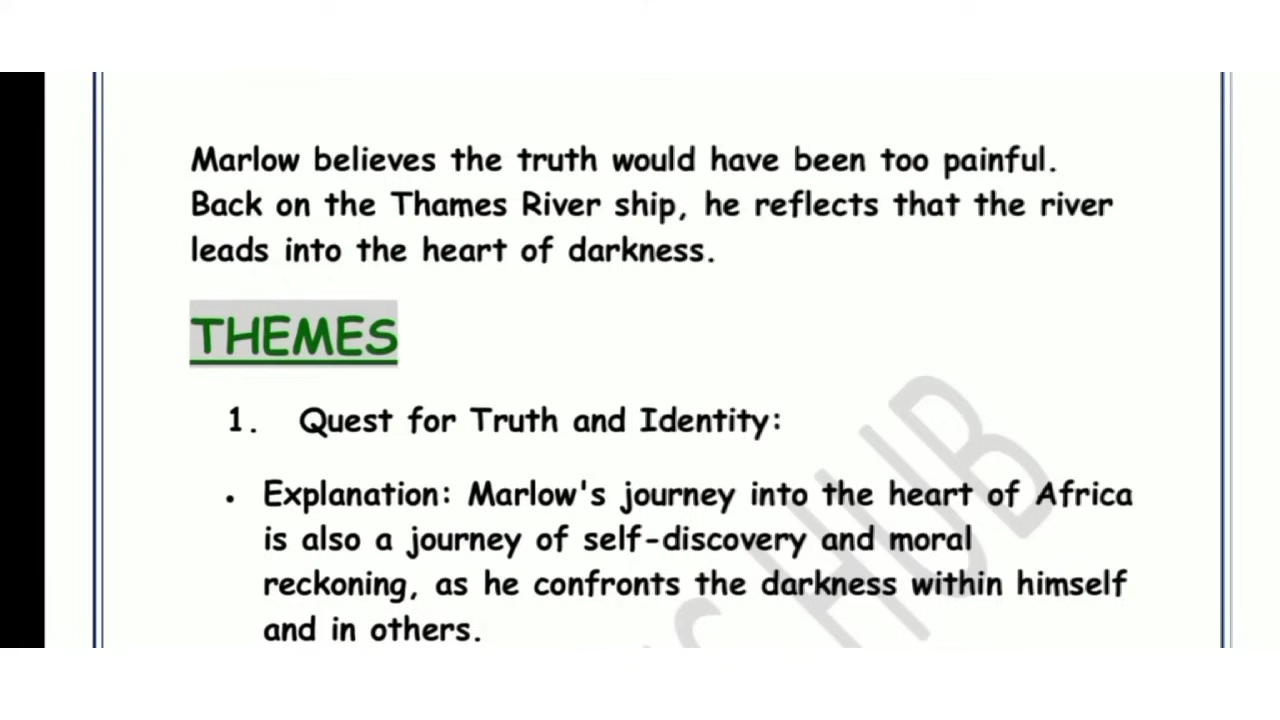 Marlow believes the truth would have been too painful.
Back on the Thames River ship, he reflects that the river
leads into the heart of darkness.
THEMES
1. Quest for Truth and Identity:
• Explanation: Marlow's journey into the heart of Africa
is also a journey of self-discovery and moral
reckoning, as he confronts the darkness within himself
and in others.
HUB